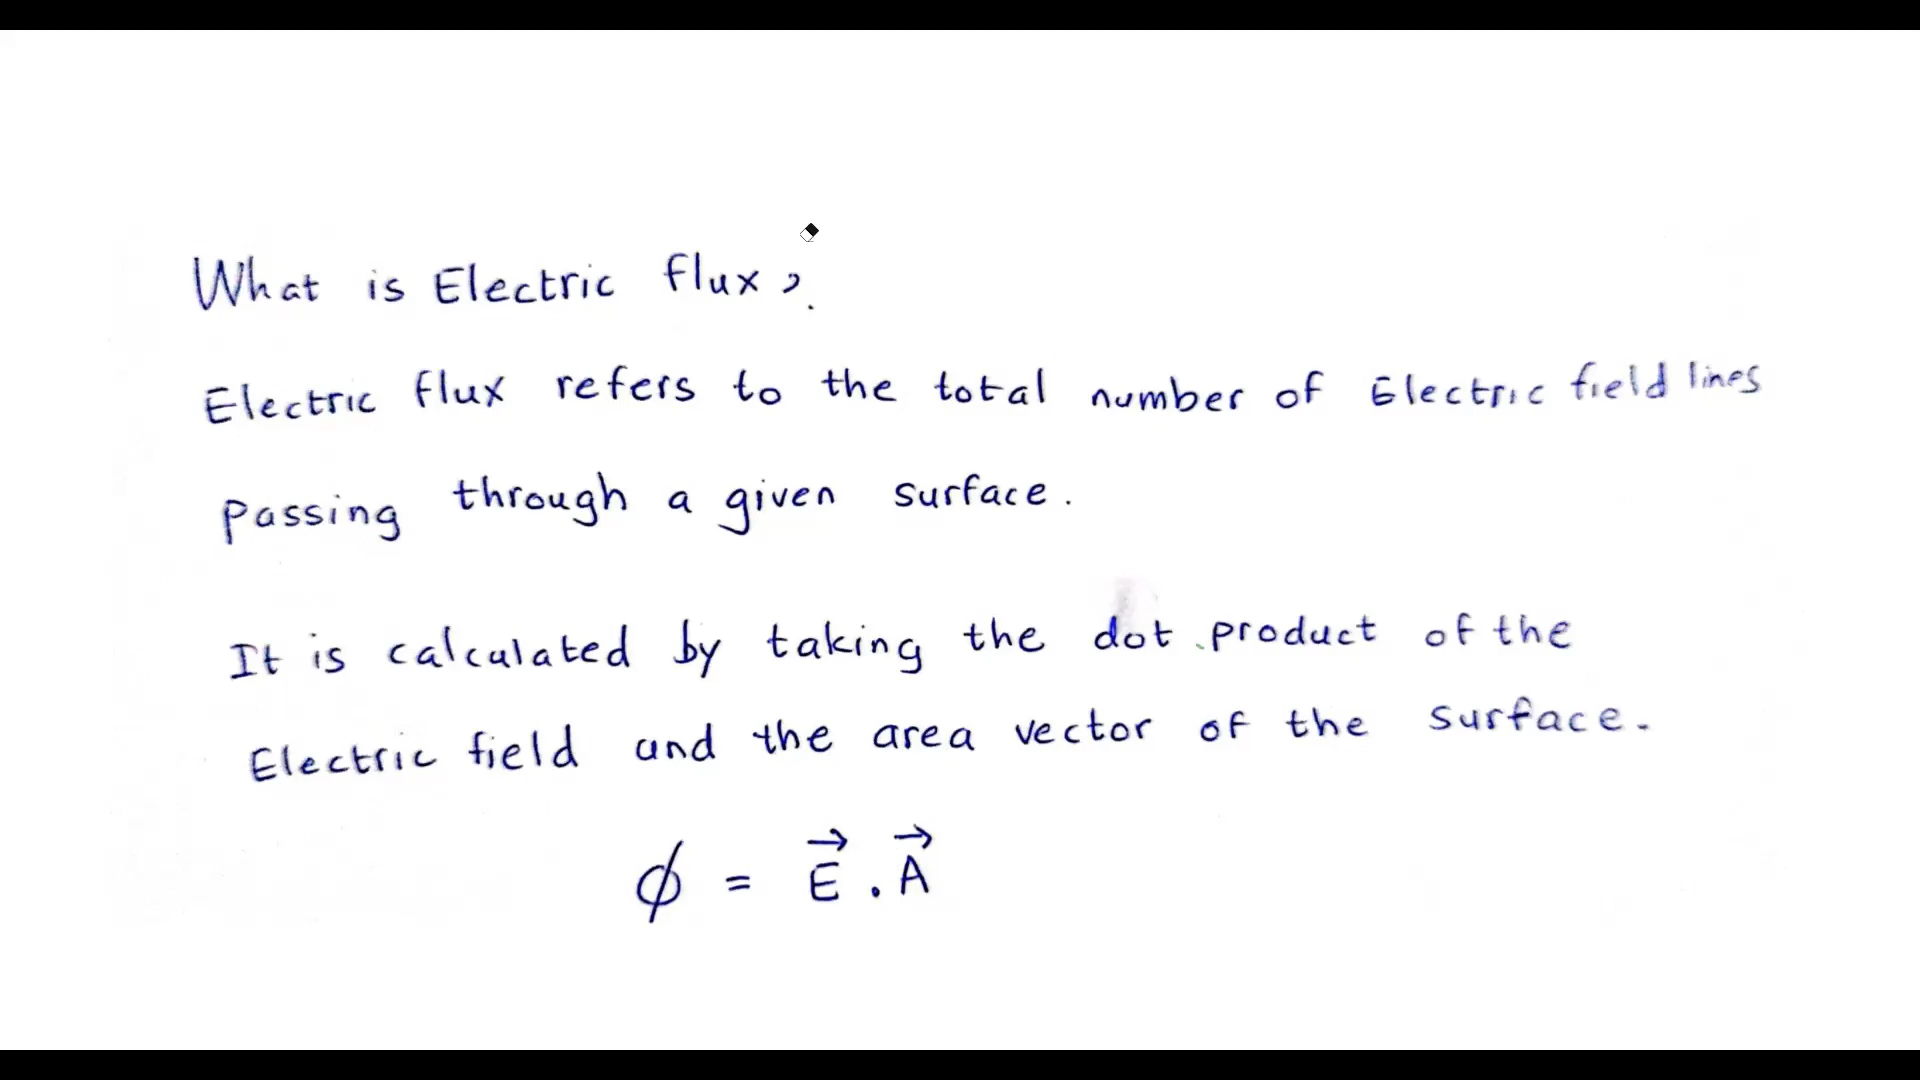 What is Electric flux?
Electric flux refers to the total number of Electric field lines
Passing through a given surface.
It is calculated by taking the dot product of the
Electric field and the area vector of the surface.
ϕ = E⃗ . A⃗